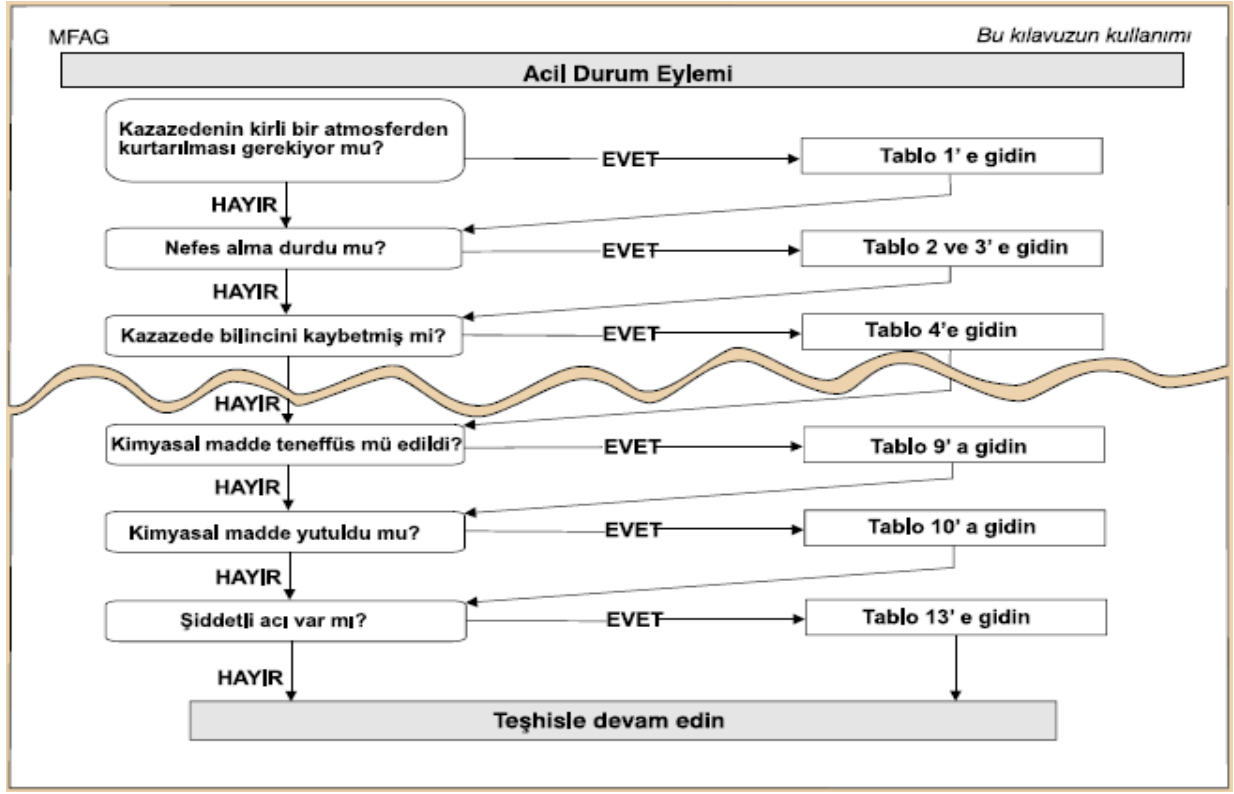 MFAG
Bu kılavuzun kullanımı
Acil Durum Eylemi
Kazazedenin kirli bir atmosferden
kurtarılması gerekiyor mu?
EVET
Tablo 1' e gidin
HAYIR
Nefes alma durdu mu?
EVET
Tablo 2 ve 3' e gidin
HAYIR
Kazazede bilincini kaybetmiş mi?
EVET
Tablo 4'e gidin
HAYIR
Kimyasal madde teneffüs mü edildi?
EVET
Tablo 9' a gidin
HAYIR
Kimyasal madde yutuldu mu?
EVET
Tablo 10' a gidin
HAYIR
Şiddetli acı var mı?
EVET
Tablo 13' e gidin
HAYIR
Teşhisle devam edin